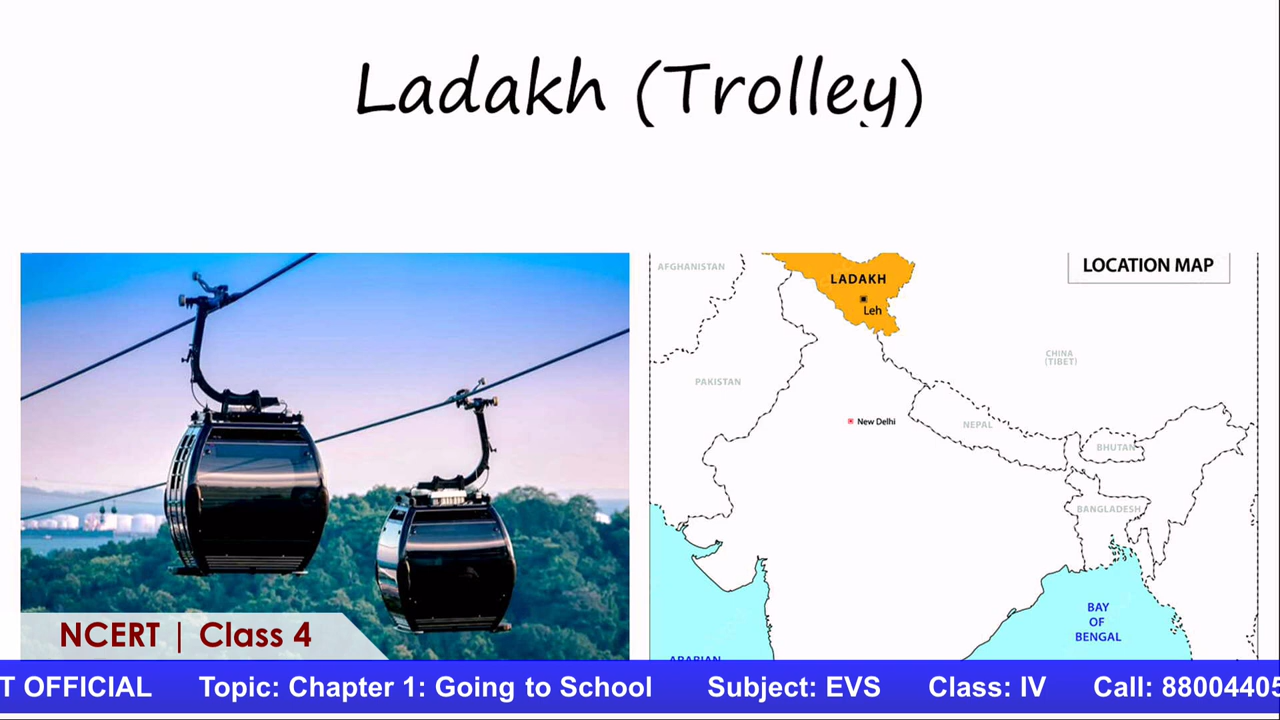 Ladakh (Trolley)
LOCATION MAP
AFGHANISTAN
LADAKH
Leh
CHINA
(TIBET)
PAKISTAN
New Delhi
NEPAL
BHUTAN
BANGLADESH
BAY
OF
BENGAL
ARABIAN
NCERT | Class 4
T OFFICIAL Topic: Chapter 1: Going to School Subject: EVS Class: IV Call: 88004405